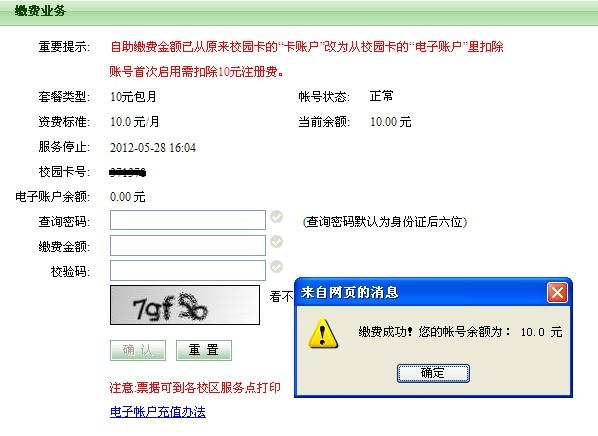 缴费业务
重要提示: 自助缴费金额已从原来校园卡的“卡账户”改为从校园卡的“电子账户”里扣除
账号首次启用需扣除10元注册费。
套餐类型: 10元包月 帐号状态: 正常
资费标准: 10.0 元/月 当前余额: 10.00 元
服务停止: 2012-05-28 16:04
校园卡号:
电子账户余额: 0.00 元
查询密码: (查询密码默认为身份证后六位)
缴费金额:
校验码:
看不
来自网页的消息
缴费成功! 您的帐号余额为: 10.0 元
确定
确 认 重 置
注意:票据可到各校区服务点打印
电子帐户充值办法